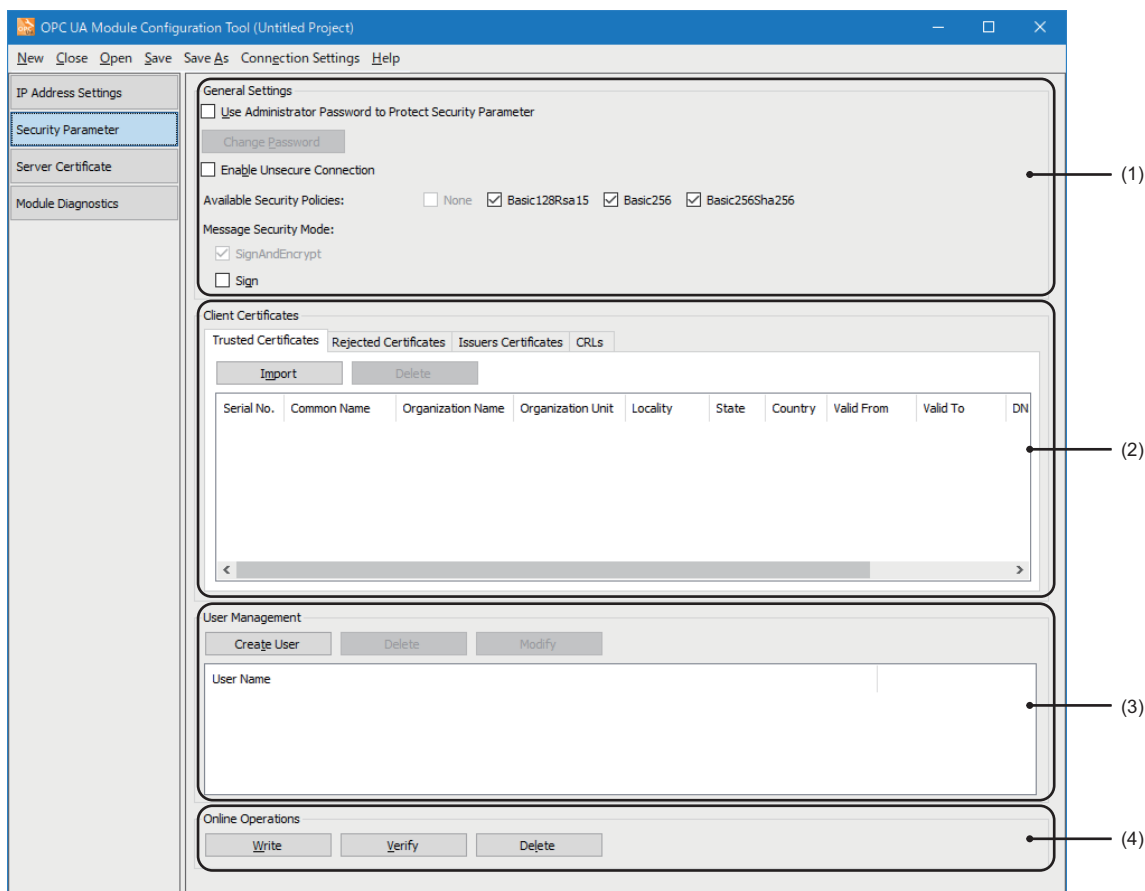 OPC UA Module Configuration Tool (Untitled Project)
New Close Open Save Save As Connection Settings Help
IP Address Settings
Security Parameter
Server Certificate
Module Diagnostics
General Settings
Use Administrator Password to Protect Security Parameter
Change Password
Enable Unsecure Connection
Available Security Policies: None Basic128Rsa15 Basic256 Basic256Sha256
Message Security Mode:
SignAndEncrypt
Sign
(1)
Client Certificates
Trusted Certificates Rejected Certificates Issuers Certificates CRLs
Import Delete
Serial No. Common Name Organization Name Organization Unit Locality State Country Valid From Valid To DN
(2)
User Management
Create User Delete Modify
User Name
(3)
Online Operations
Write Verify Delete
(4)